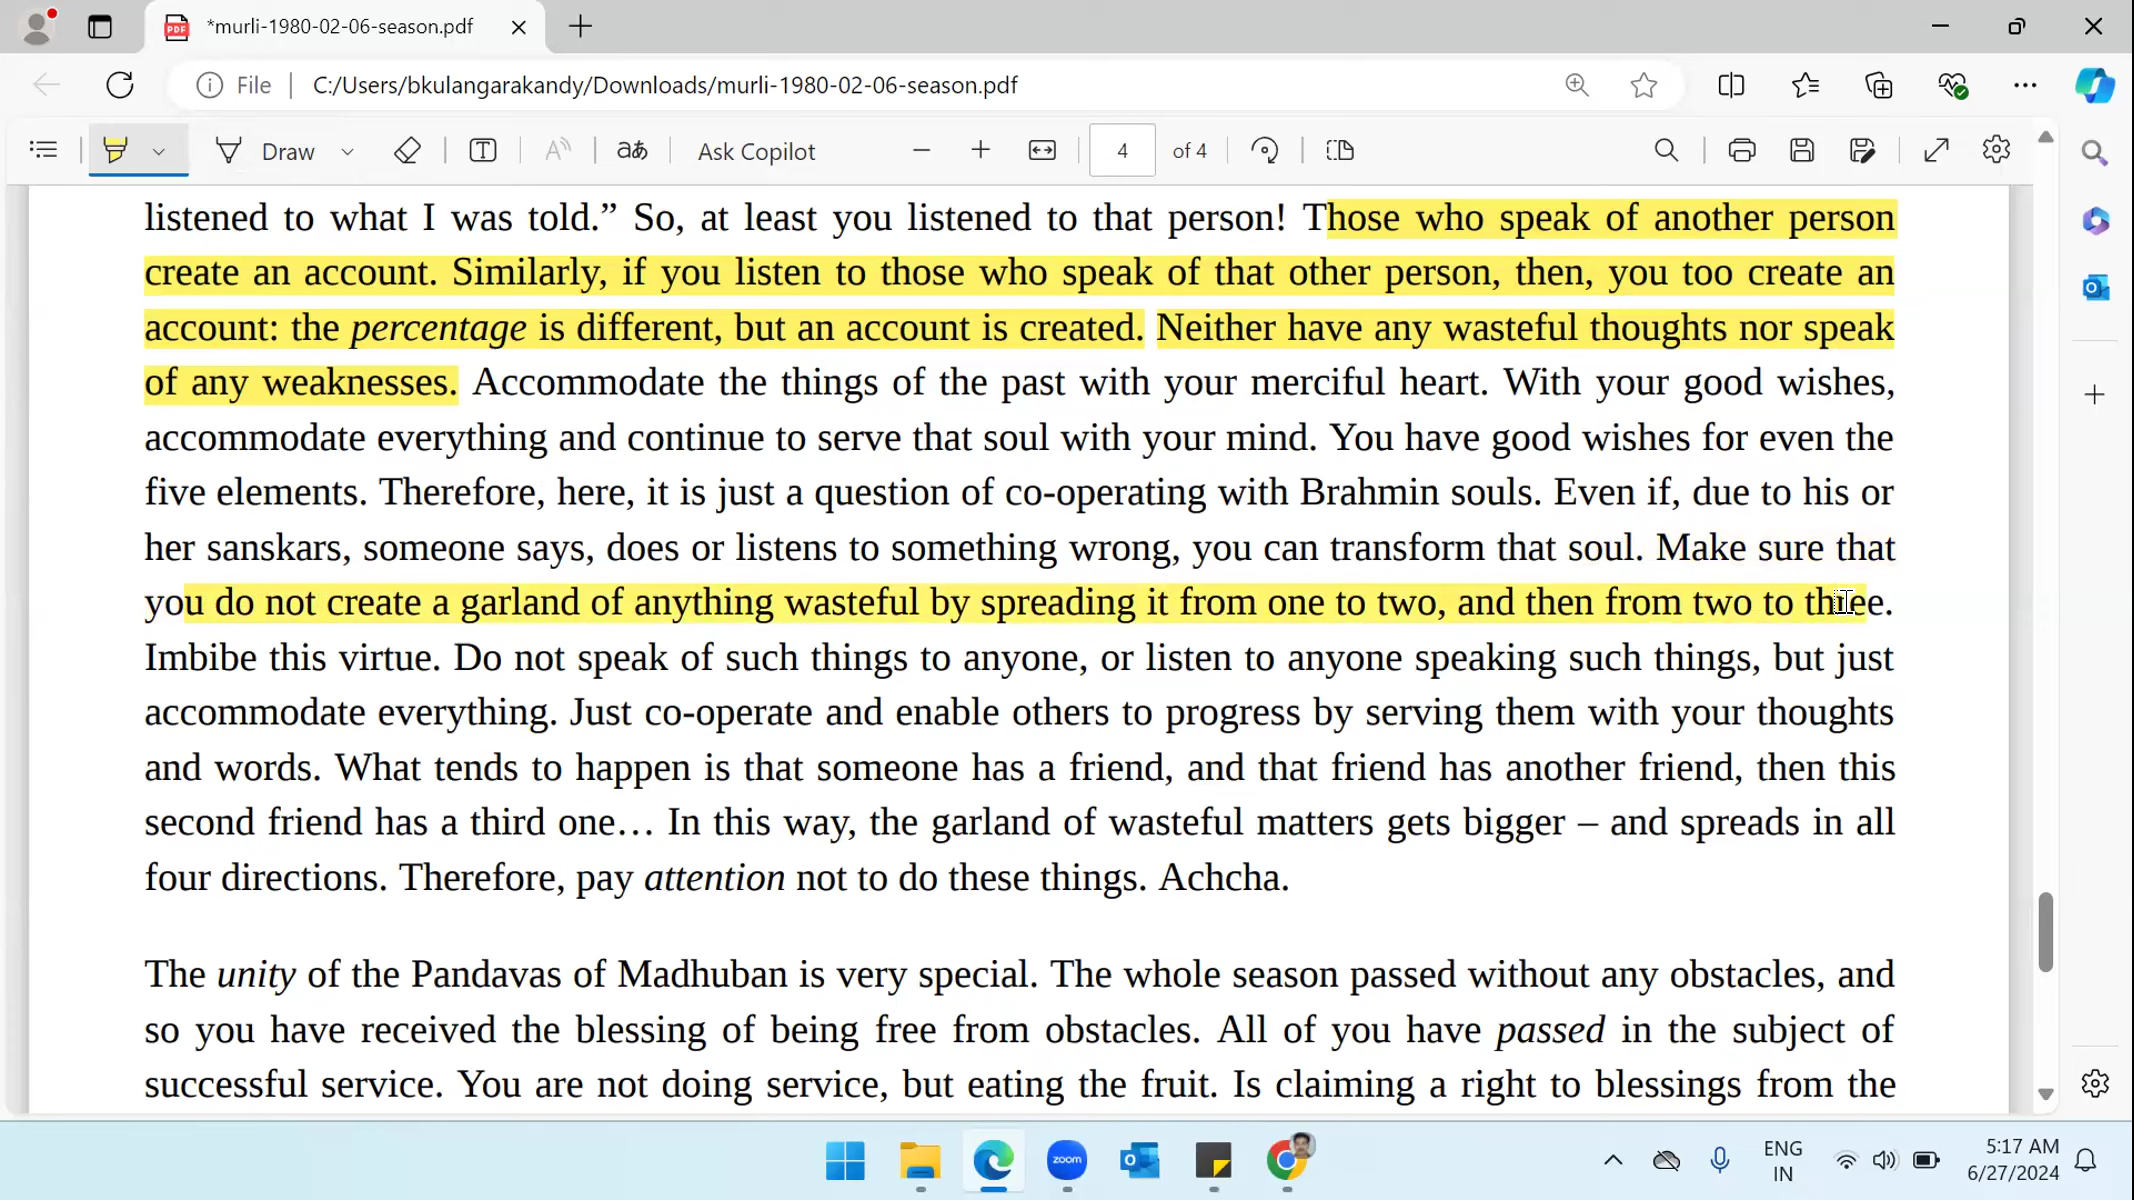 *murli-1980-02-06-season.pdf
File
C:/Users/bkulangarakandy/Downloads/murli-1980-02-06-season.pdf
Draw
aあ
Ask Copilot
4 of 4
listened to what I was told.” So, at least you listened to that person! Those who speak of another person
create an account. Similarly, if you listen to those who speak of that other person, then, you too create an
account: the percentage is different, but an account is created. Neither have any wasteful thoughts nor speak
of any weaknesses. Accommodate the things of the past with your merciful heart. With your good wishes,
accommodate everything and continue to serve that soul with your mind. You have good wishes for even the
five elements. Therefore, here, it is just a question of co-operating with Brahmin souls. Even if, due to his or
her sanskars, someone says, does or listens to something wrong, you can transform that soul. Make sure that
you do not create a garland of anything wasteful by spreading it from one to two, and then from two to three.
Imbibe this virtue. Do not speak of such things to anyone, or listen to anyone speaking such things, but just
accommodate everything. Just co-operate and enable others to progress by serving them with your thoughts
and words. What tends to happen is that someone has a friend, and that friend has another friend, then this
second friend has a third one… In this way, the garland of wasteful matters gets bigger – and spreads in all
four directions. Therefore, pay attention not to do these things. Achcha.
The unity of the Pandavas of Madhuban is very special. The whole season passed without any obstacles, and
so you have received the blessing of being free from obstacles. All of you have passed in the subject of
successful service. You are not doing service, but eating the fruit. Is claiming a right to blessings from the
zoom
ENG
IN
5:17 AM
6/27/2024